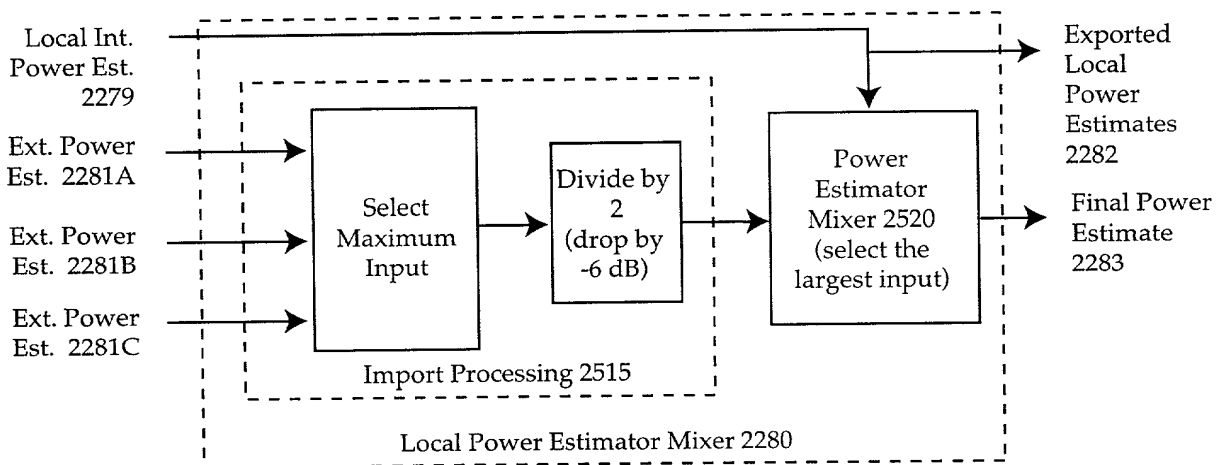 Local Int.
Power Est.
2279
Ext. Power
Est. 2281A
Ext. Power
Est. 2281B
Ext. Power
Est. 2281C
Select
Maximum
Input
Divide by
2
(drop by
-6 dB)
Import Processing 2515
Power
Estimator
Mixer 2520
(select the
largest input)
Local Power Estimator Mixer 2280
Exported
Local
Power
Estimates
2282
Final Power
Estimate
2283